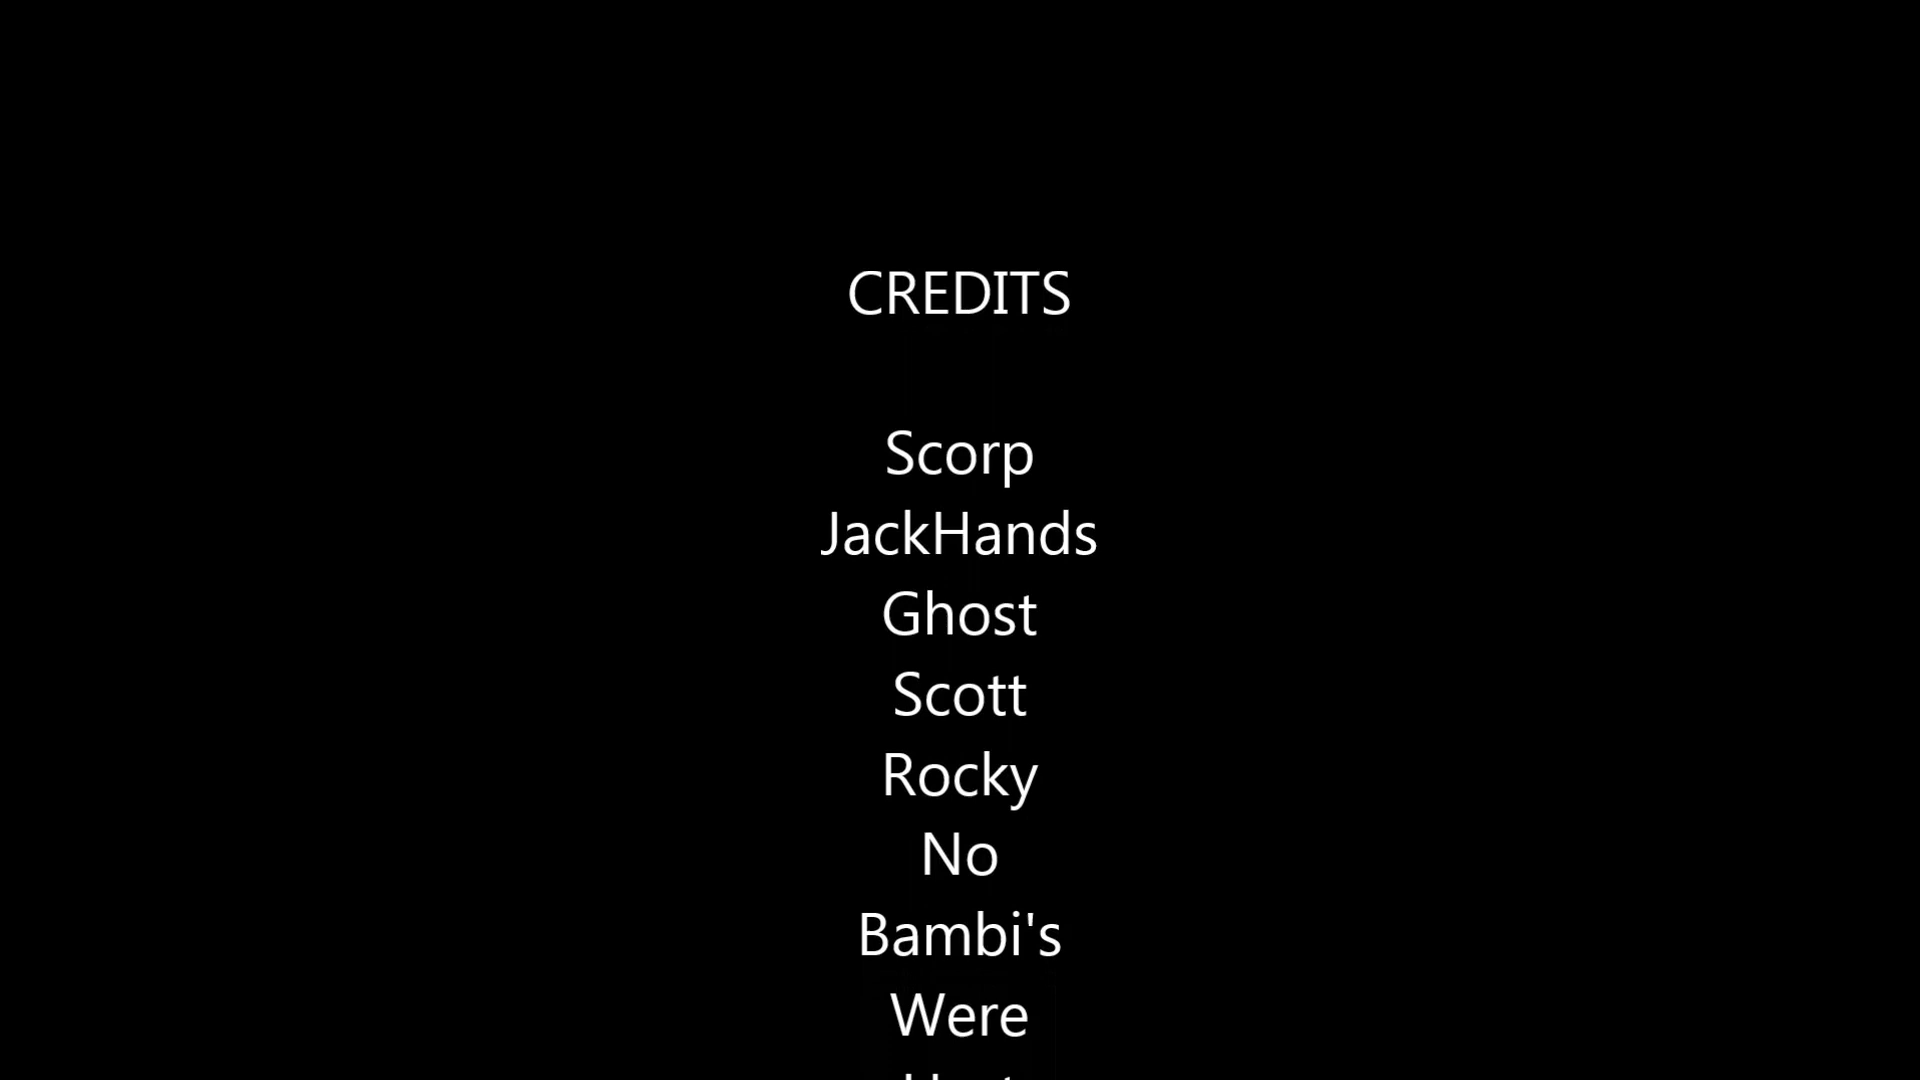 CREDITS
Scorp
JackHands
Ghost
Scott
Rocky
No
Bambi's
Were